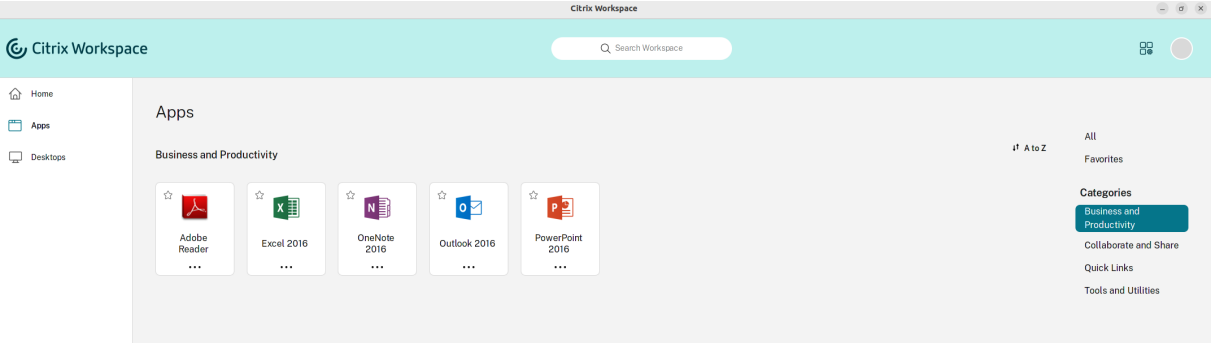 Citrix Workspace
Citrix Workspace
Search Workspace
Home
Apps
Desktops
Apps
Business and Productivity
A to Z
Adobe
Reader
Excel 2016
OneNote
2016
Outlook 2016
PowerPoint
2016
All
Favorites
Categories
Business and
Productivity
Collaborate and Share
Quick Links
Tools and Utilities